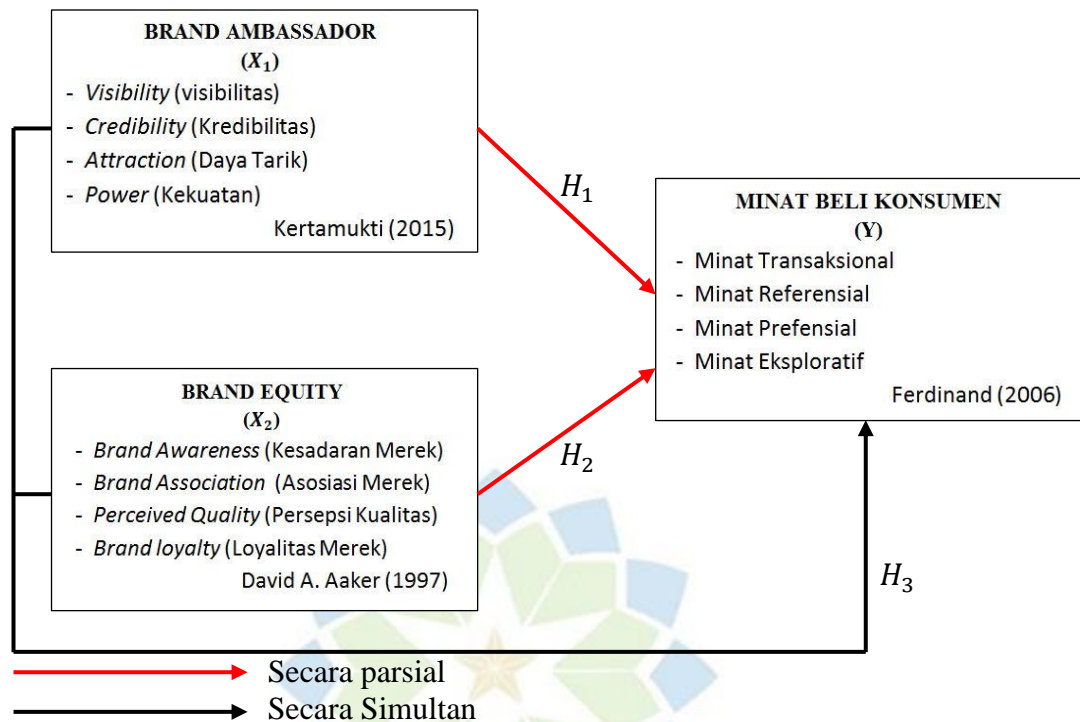 BRAND AMBASSADOR
(X₁)
- Visibility (visibilitas)
- Credibility (Kredibilitas)
- Attraction (Daya Tarik)
- Power (Kekuatan)
Kertamukti (2015)
H₁
MINAT BELI KONSUMEN
(Y)
- Minat Transaksional
- Minat Referensial
- Minat Prefensial
- Minat Eksploratif
Ferdinand (2006)
BRAND EQUITY
(X₂)
- Brand Awareness (Kesadaran Merek)
- Brand Association (Asosiasi Merek)
- Perceived Quality (Persepsi Kualitas)
- Brand loyalty (Loyalitas Merek)
David A. Aaker (1997)
H₂
H₃
Secara parsial
Secara Simultan